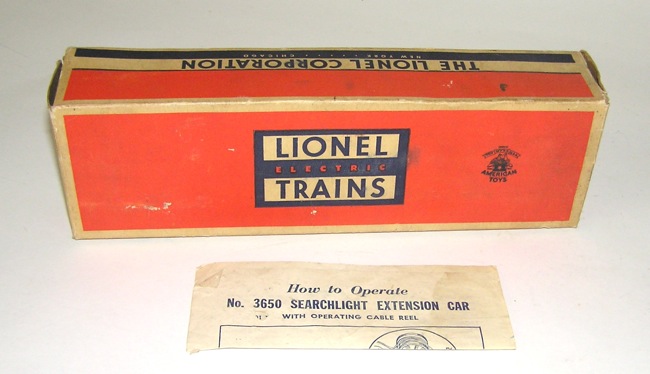 THE LIONEL CORPORATION
NEW YORK . . . . . CHICAGO
LIONEL
ELECTRIC
TRAINS
AMERICAN
TOYS
How to Operate
No. 3650 SEARCHLIGHT EXTENSION CAR
WITH OPERATING CABLE REEL